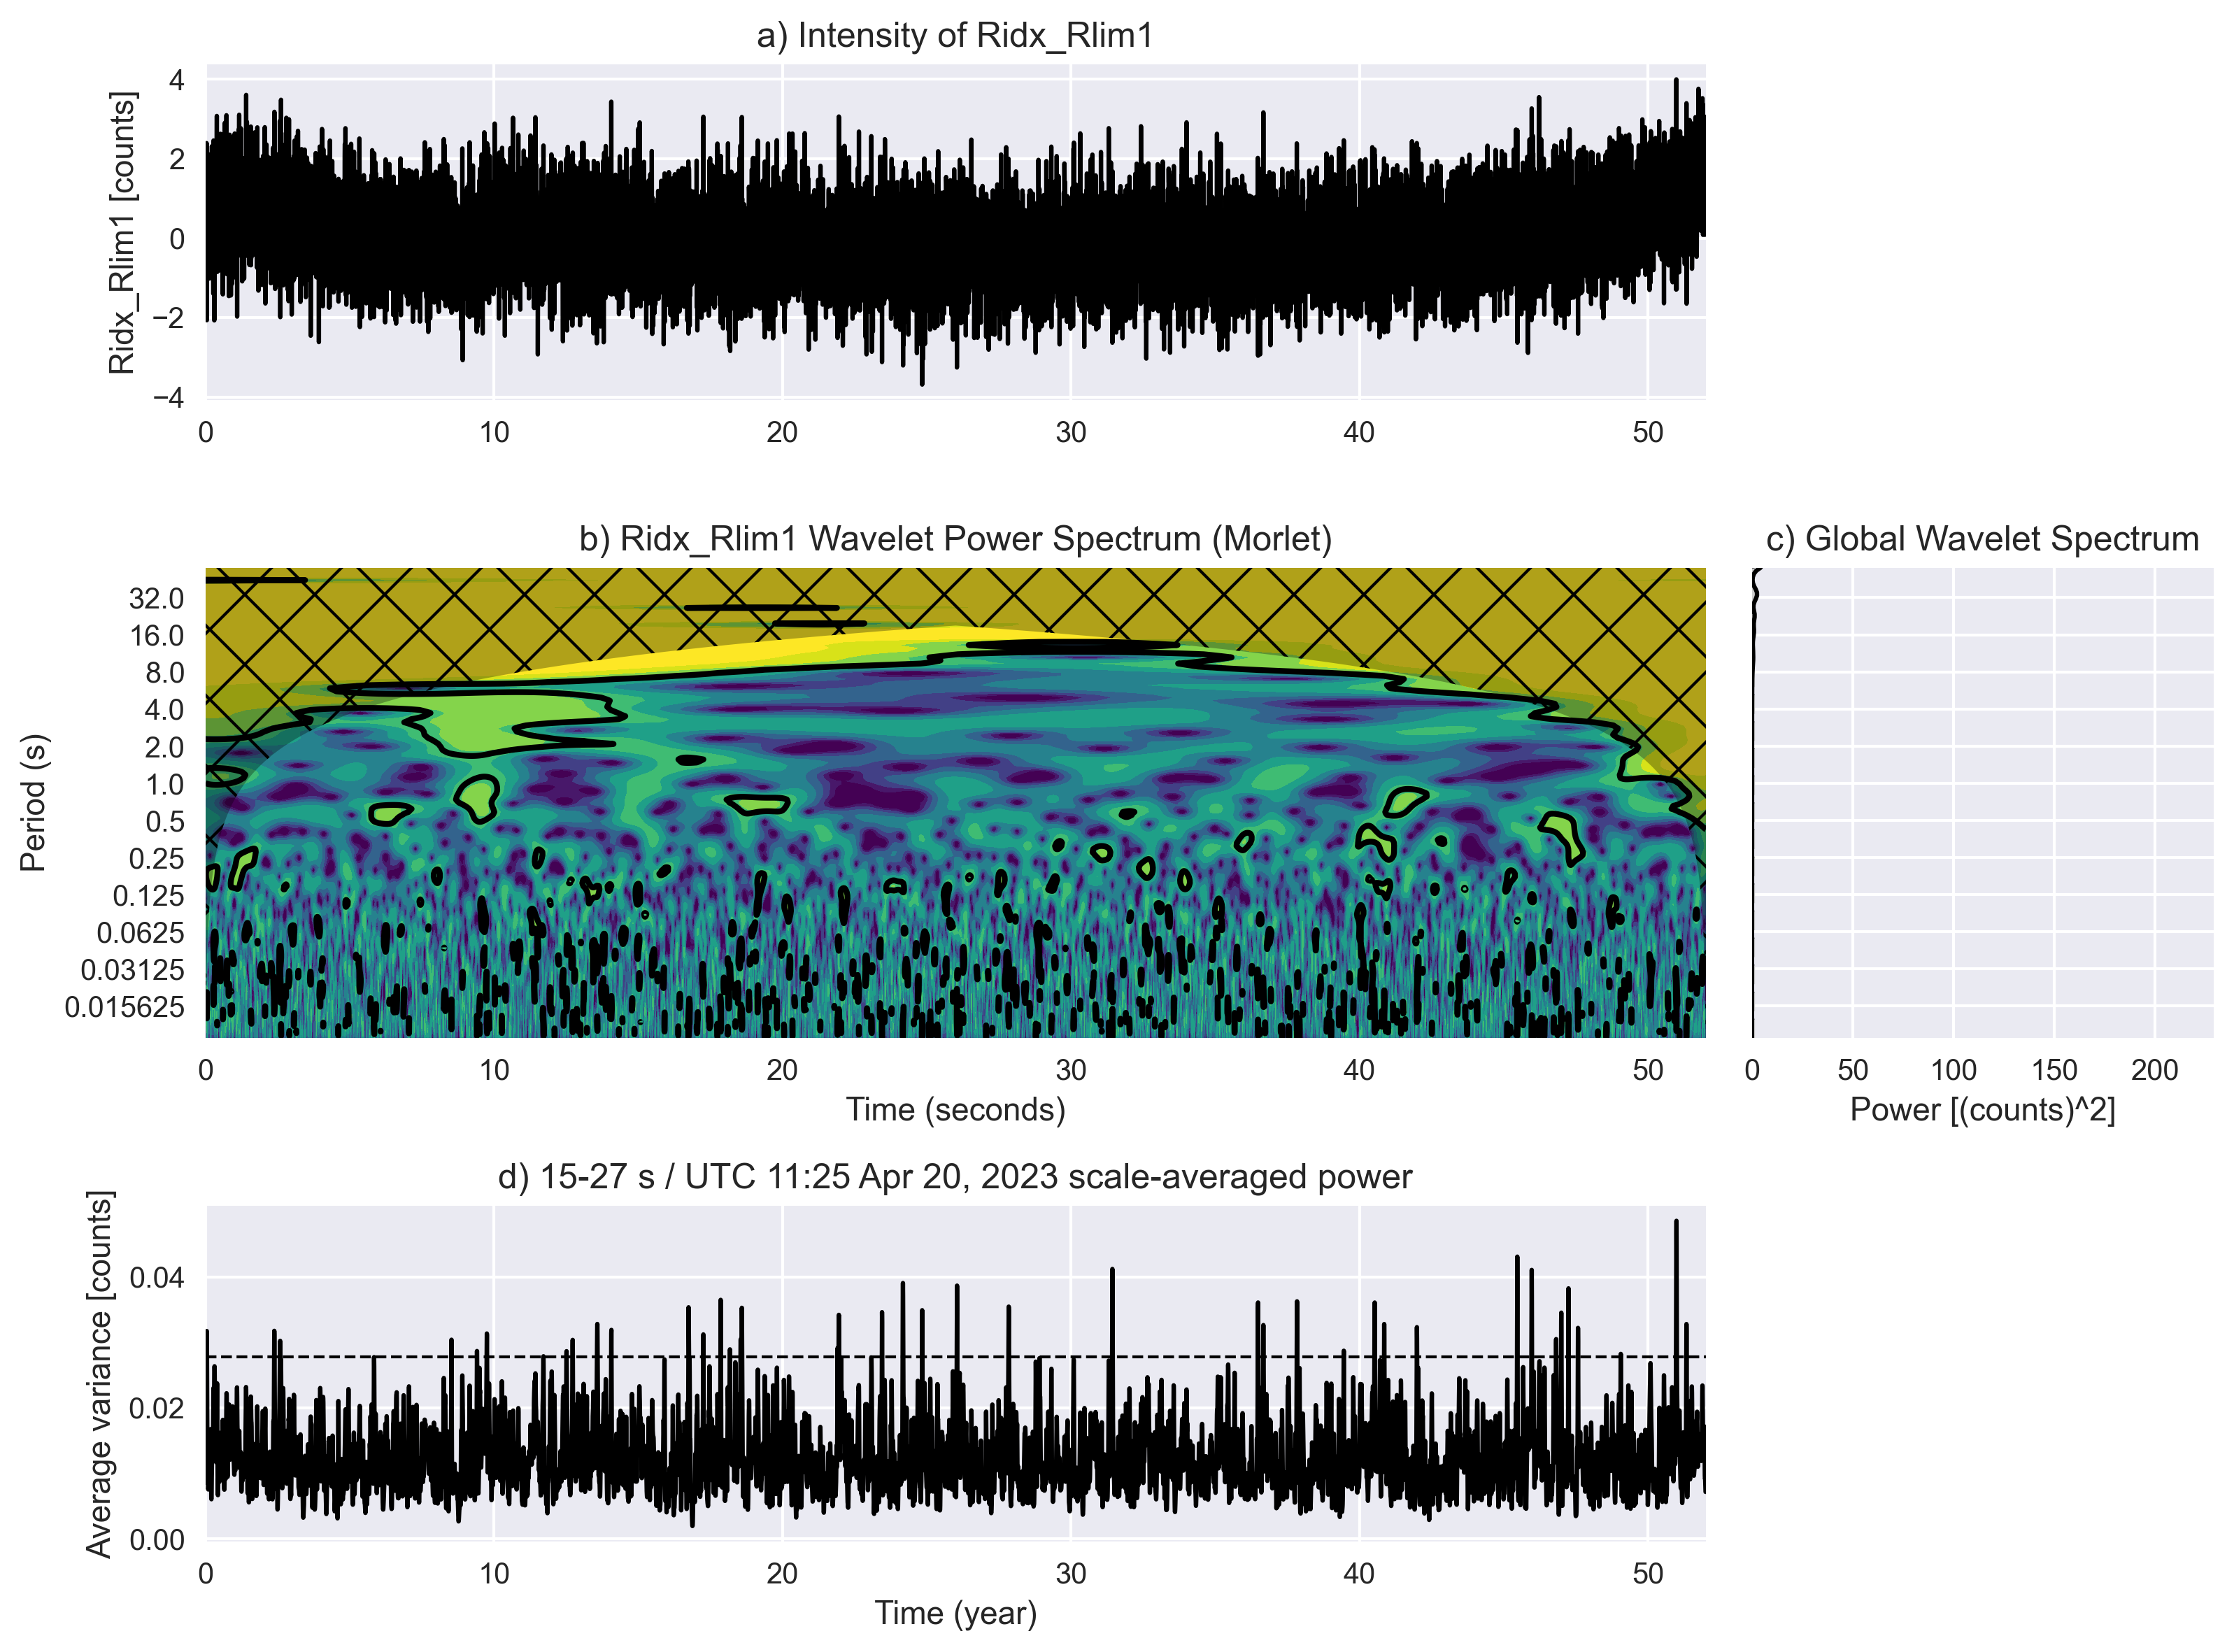 a) Intensity of Ridx_Rlim1
Ridx_Rlim1 [counts]
4
2
0
−2
−4
0 10 20 30 40 50
b) Ridx_Rlim1 Wavelet Power Spectrum (Morlet)
Period (s)
32.0
16.0
8.0
4.0
2.0
1.0
0.5
0.25
0.125
0.0625
0.03125
0.015625
0 10 20 30 40 50
Time (seconds)
c) Global Wavelet Spectrum
0 50 100 150 200
Power [(counts)^2]
d) 15-27 s / UTC 11:25 Apr 20, 2023 scale-averaged power
Average variance [counts]
0.04
0.02
0.00
0 10 20 30 40 50
Time (year)